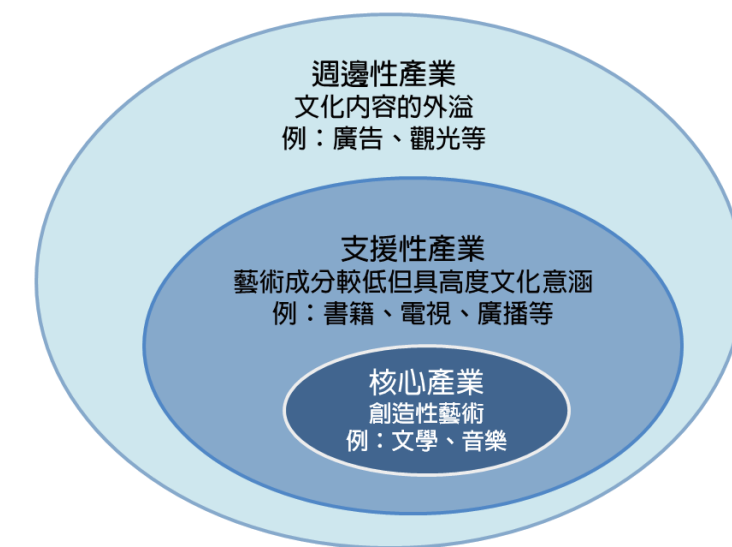 週邊性產業
文化內容的外溢
例：廣告、觀光等
支援性產業
藝術成分較低但具高度文化意涵
例：書籍、電視、廣播等
核心產業
創造性藝術
例：文學、音樂